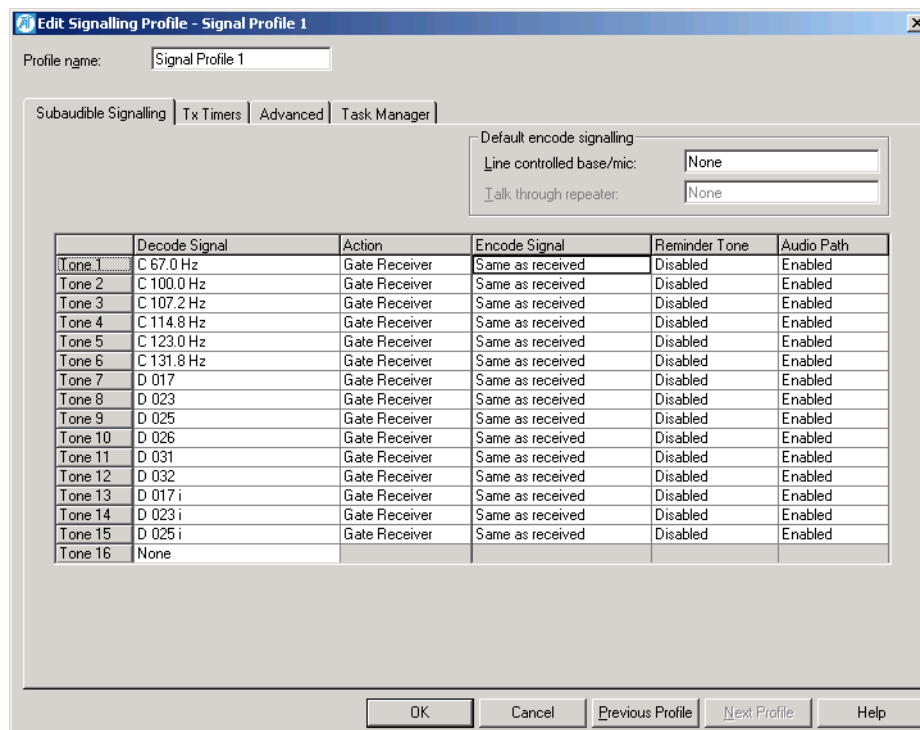 Edit Signalling Profile - Signal Profile 1
Profile name: Signal Profile 1
Subaudible Signalling Tx Timers Advanced Task Manager
Default encode signalling
Line controlled base/mic: None
Talk through repeater: None
Decode Signal Action Encode Signal Reminder Tone Audio Path
Tone 1 C 67.0 Hz Gate Receiver Same as received Disabled Enabled
Tone 2 C 100.0 Hz Gate Receiver Same as received Disabled Enabled
Tone 3 C 107.2 Hz Gate Receiver Same as received Disabled Enabled
Tone 4 C 114.8 Hz Gate Receiver Same as received Disabled Enabled
Tone 5 C 123.0 Hz Gate Receiver Same as received Disabled Enabled
Tone 6 C 131.8 Hz Gate Receiver Same as received Disabled Enabled
Tone 7 D 017 Gate Receiver Same as received Disabled Enabled
Tone 8 D 023 Gate Receiver Same as received Disabled Enabled
Tone 9 D 025 Gate Receiver Same as received Disabled Enabled
Tone 10 D 026 Gate Receiver Same as received Disabled Enabled
Tone 11 D 031 Gate Receiver Same as received Disabled Enabled
Tone 12 D 032 Gate Receiver Same as received Disabled Enabled
Tone 13 D 017 i Gate Receiver Same as received Disabled Enabled
Tone 14 D 023 i Gate Receiver Same as received Disabled Enabled
Tone 15 D 025 i Gate Receiver Same as received Disabled Enabled
Tone 16 None
OK Cancel Previous Profile Next Profile Help